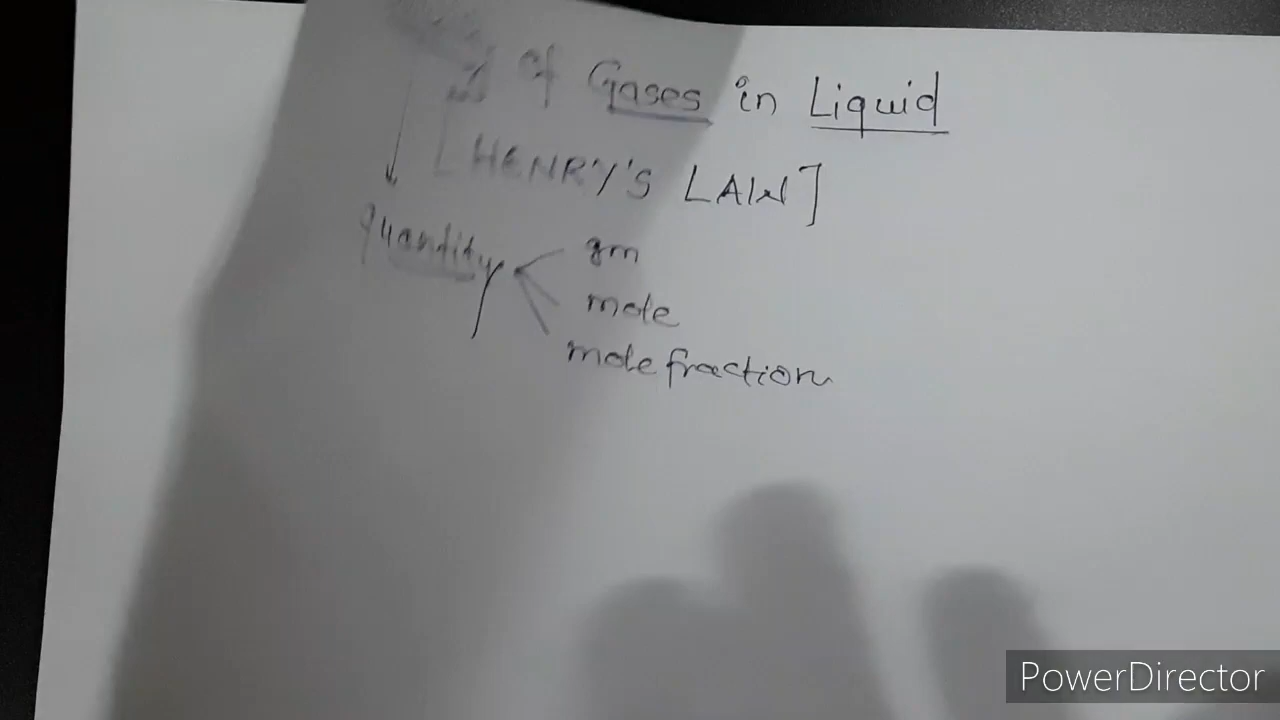 of Gases in Liquid
[HENRY'S LAW]
quantity
gm
mole
mole fraction
PowerDirector